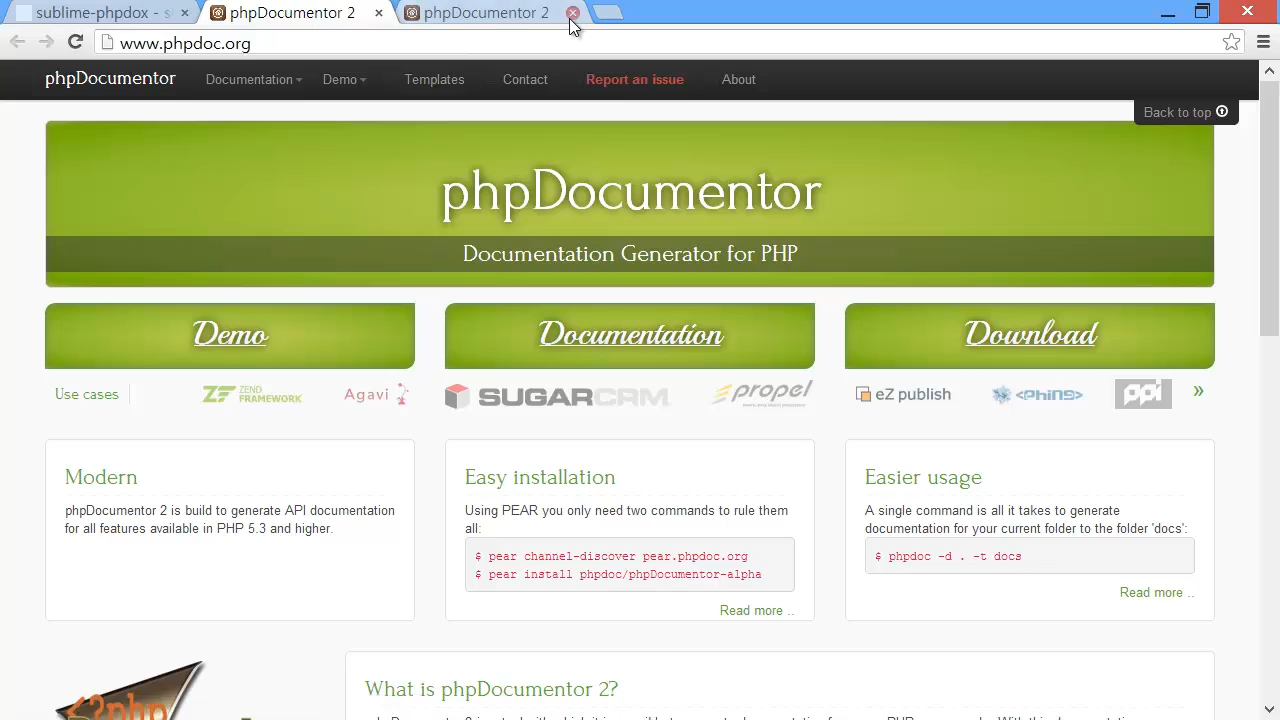 sublime-phpdox - s
phpDocumentor 2
phpDocumentor 2
www.phpdoc.org
phpDocumentor Documentation Demo Templates Contact Report an issue About
Back to top
phpDocumentor
Documentation Generator for PHP
Demo Documentation Download
Use cases ZF ZEND FRAMEWORK Agavi SUGARCRM propel eZ publish <phing> ppi »
Modern
phpDocumentor 2 is build to generate API documentation
for all features available in PHP 5.3 and higher.
Easy installation
Using PEAR you only need two commands to rule them
all:
$ pear channel-discover pear.phpdoc.org
$ pear install phpdoc/phpDocumentor-alpha
Read more ..
Easier usage
A single command is all it takes to generate
documentation for your current folder to the folder 'docs':
$ phpdoc -d . -t docs
Read more ..
<?php
What is phpDocumentor 2?